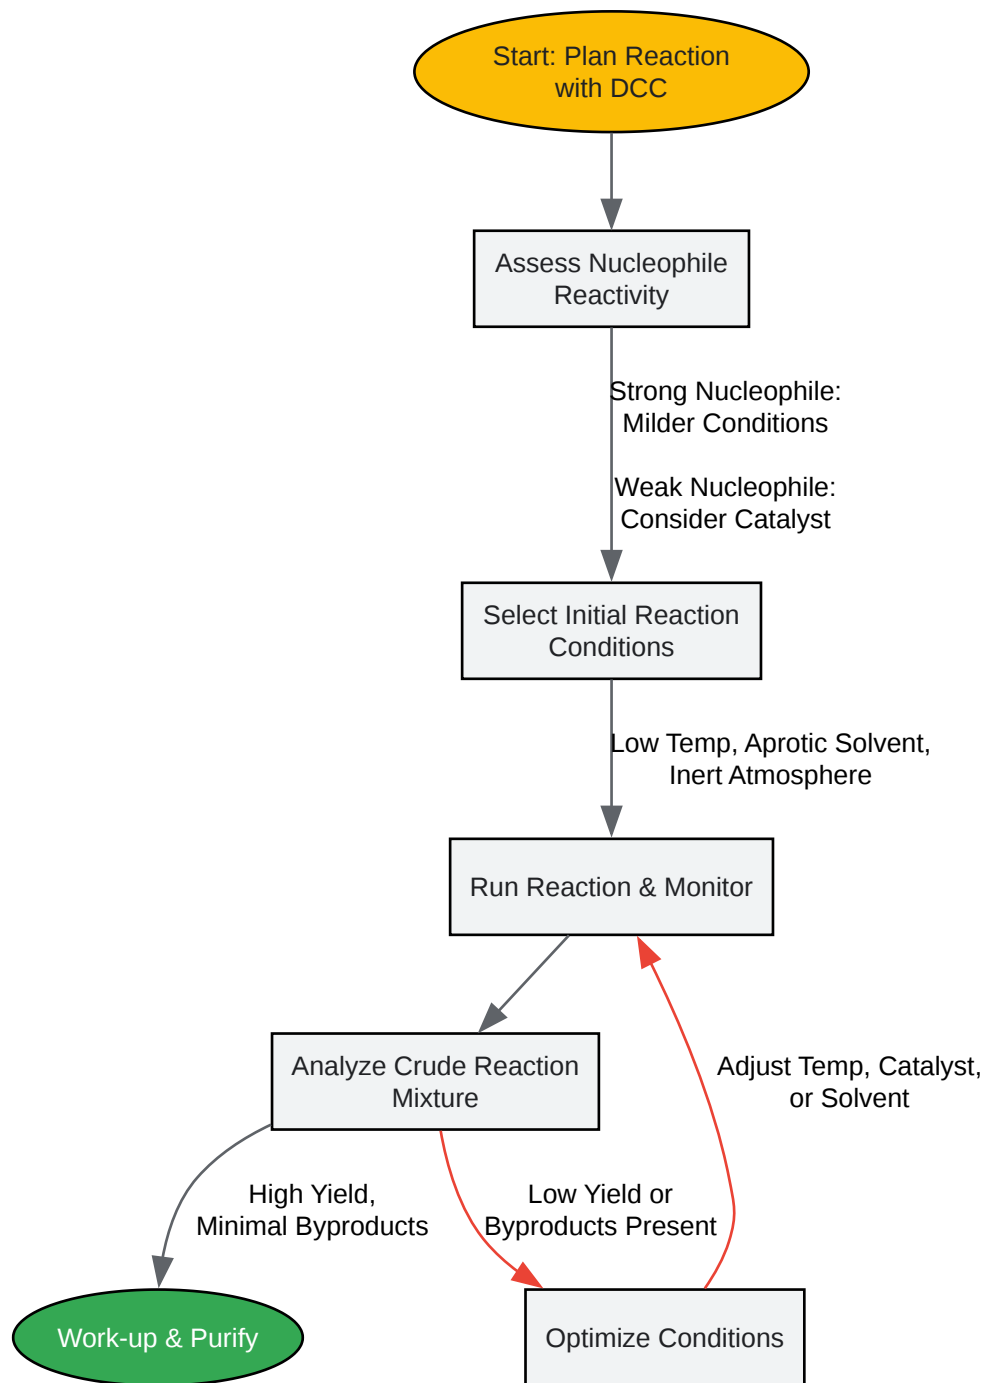 Start: Plan Reaction
with DCC
Assess Nucleophile
Reactivity
Strong Nucleophile:
Milder Conditions
Weak Nucleophile:
Consider Catalyst
Select Initial Reaction
Conditions
Low Temp, Aprotic Solvent,
Inert Atmosphere
Run Reaction & Monitor
Analyze Crude Reaction
Mixture
Adjust Temp, Catalyst,
or Solvent
High Yield,
Minimal Byproducts
Low Yield or
Byproducts Present
Work-up & Purify
Optimize Conditions